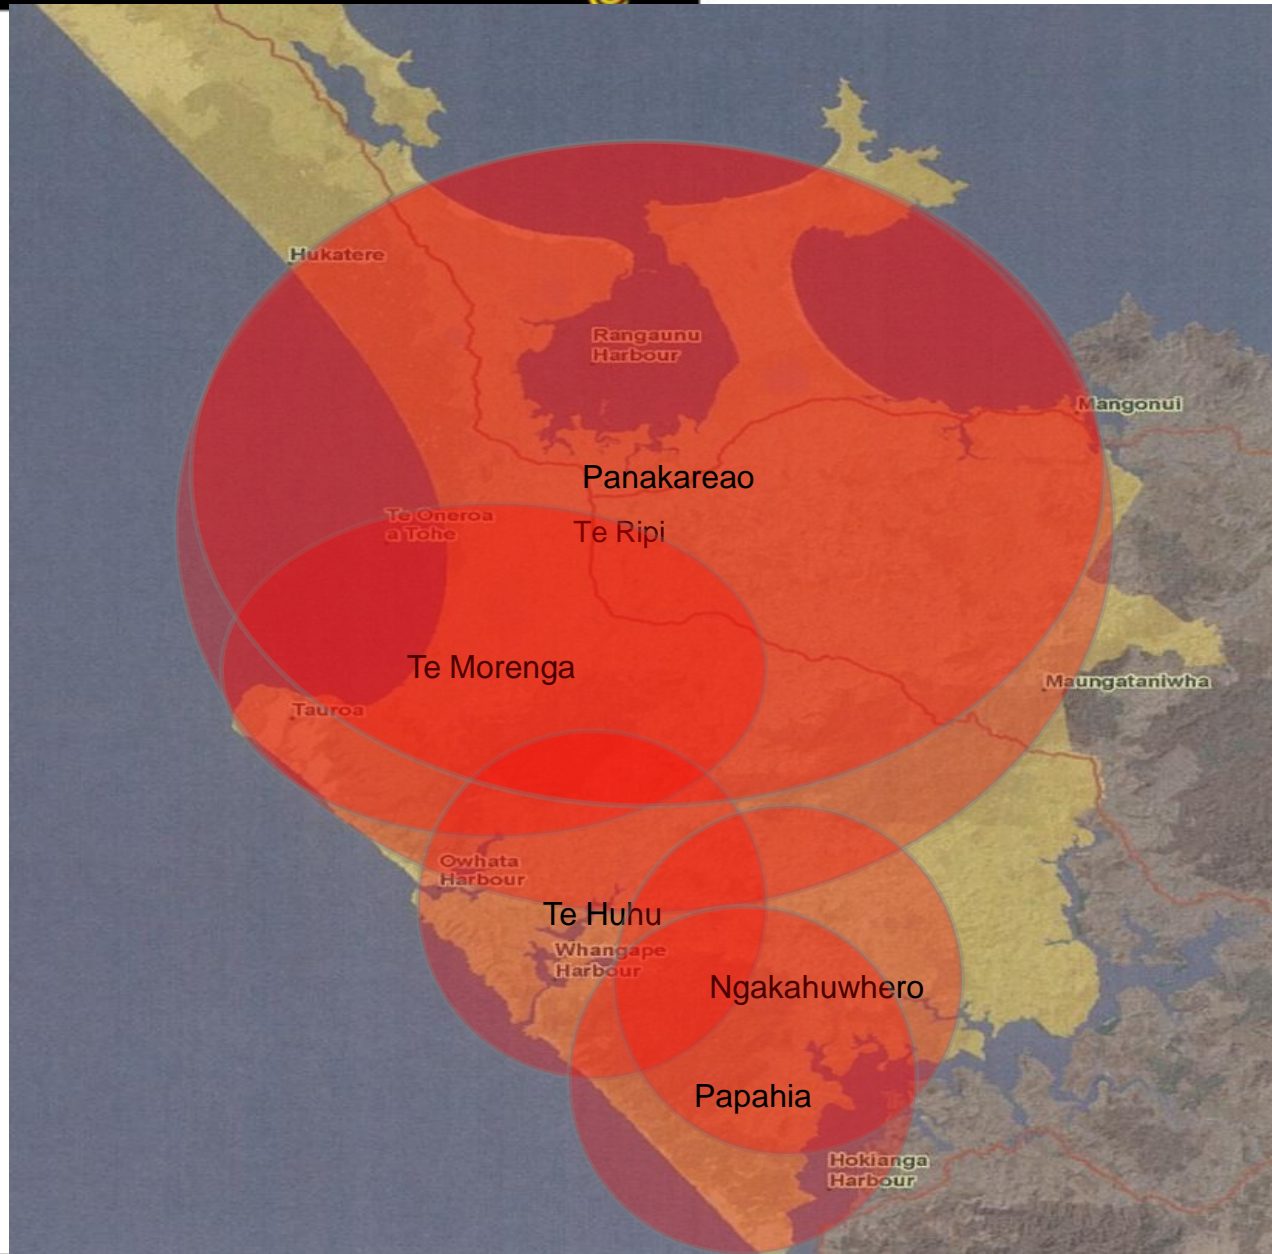 Hukatere
Rangaunu
Harbour
Mangonui
Panakareao
Te Oneroa
a Tohe
Te Ripi
Te Morenga
Maungataniwha
Tauroa
Owhata
Harbour
Te Huhu
Whangape
Harbour
Ngakahuwhero
Papahia
Hokianga
Harbour